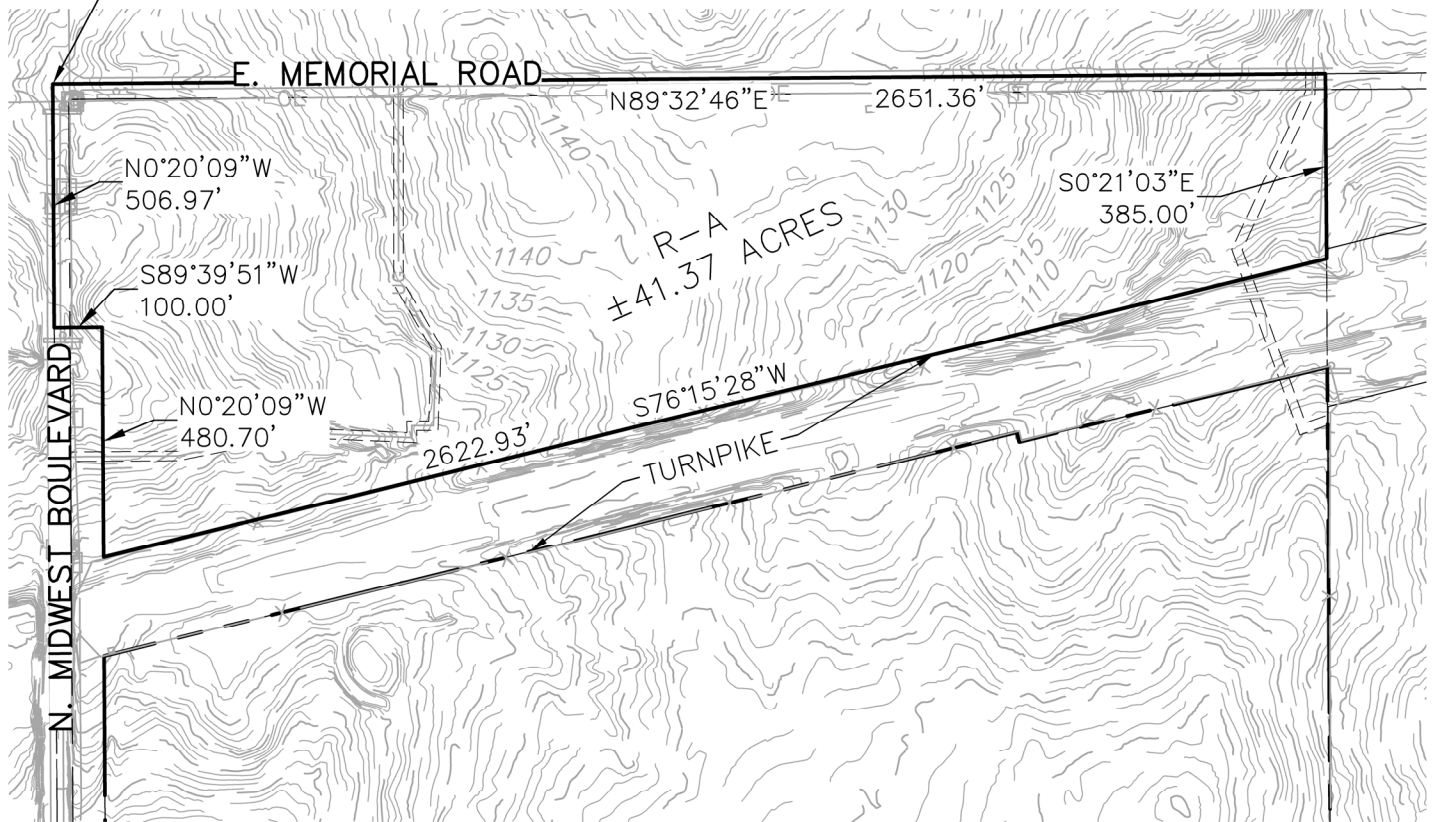 E. MEMORIAL ROAD
N89°32'46"E
2651.36'
1140
N0°20'09"W
506.97'
S0°21'03"E
385.00'
1125
1130
R-A
±41.37 ACRES
1140
1115
1120
1110
S89°39'51"W
100.00'
1135
1130
1125
N. MIDWEST BOULEVARD
S76°15'28"W
N0°20'09"W
480.70'
2622.93'
TURNPIKE